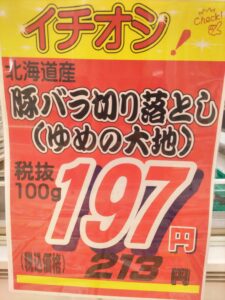 イチオシ!
Check!
北海道産
豚バラ切り落とし
(ゆめの大地)
税抜
100g
197円
(税込価格) 213円